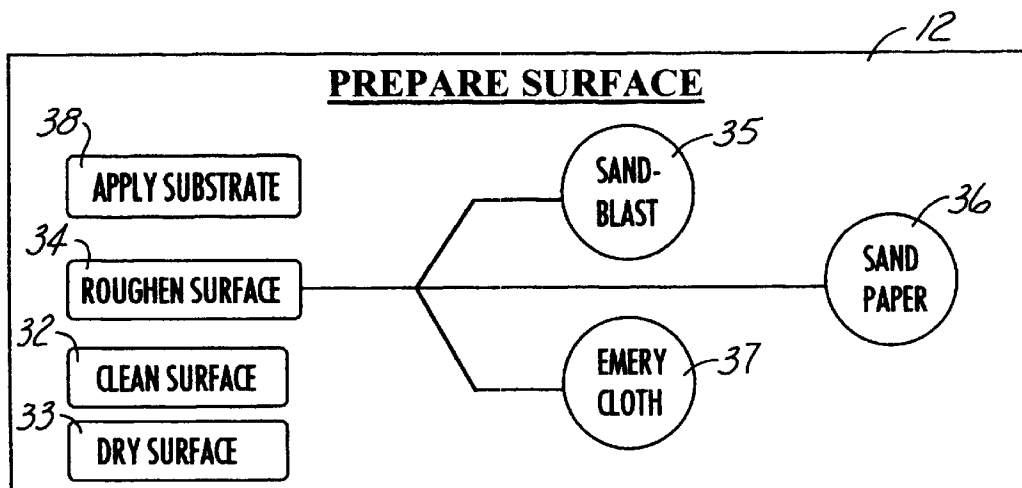 12
PREPARE SURFACE
38
APPLY SUBSTRATE
35
SAND-
BLAST
34
ROUGHEN SURFACE
36
SAND
PAPER
32
CLEAN SURFACE
37
EMERY
CLOTH
33
DRY SURFACE